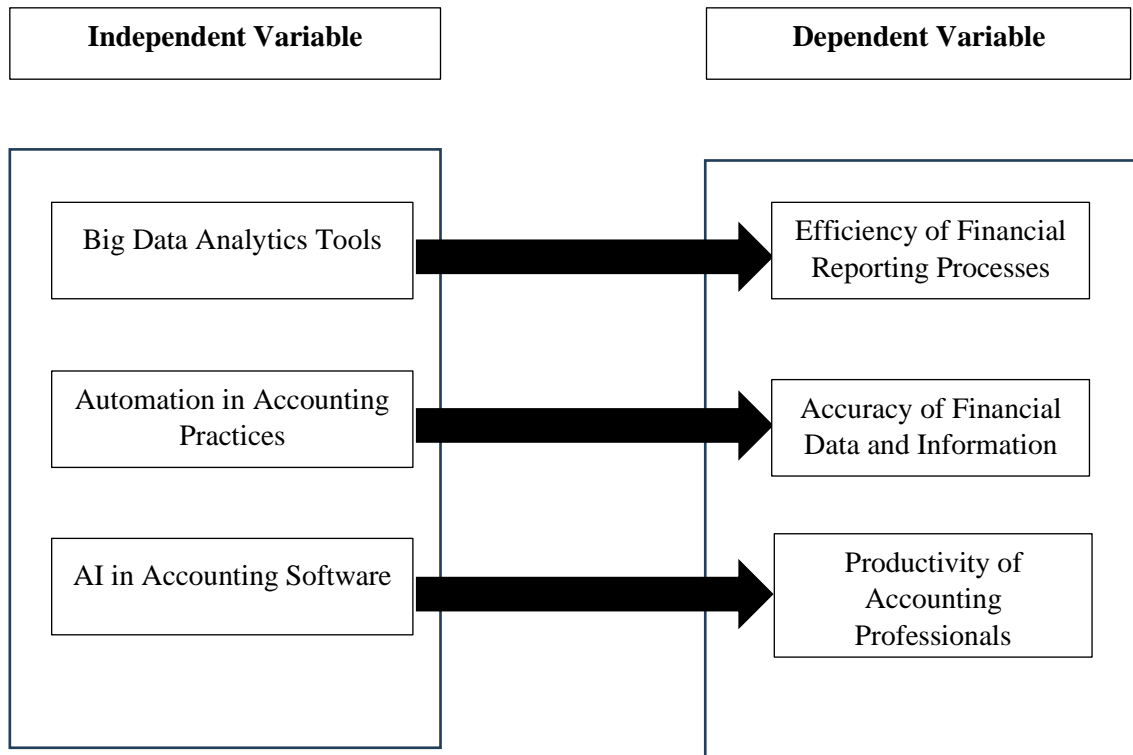 Independent Variable
Dependent Variable
Big Data Analytics Tools
Efficiency of Financial
Reporting Processes
Automation in Accounting
Practices
Accuracy of Financial
Data and Information
AI in Accounting Software
Productivity of
Accounting
Professionals